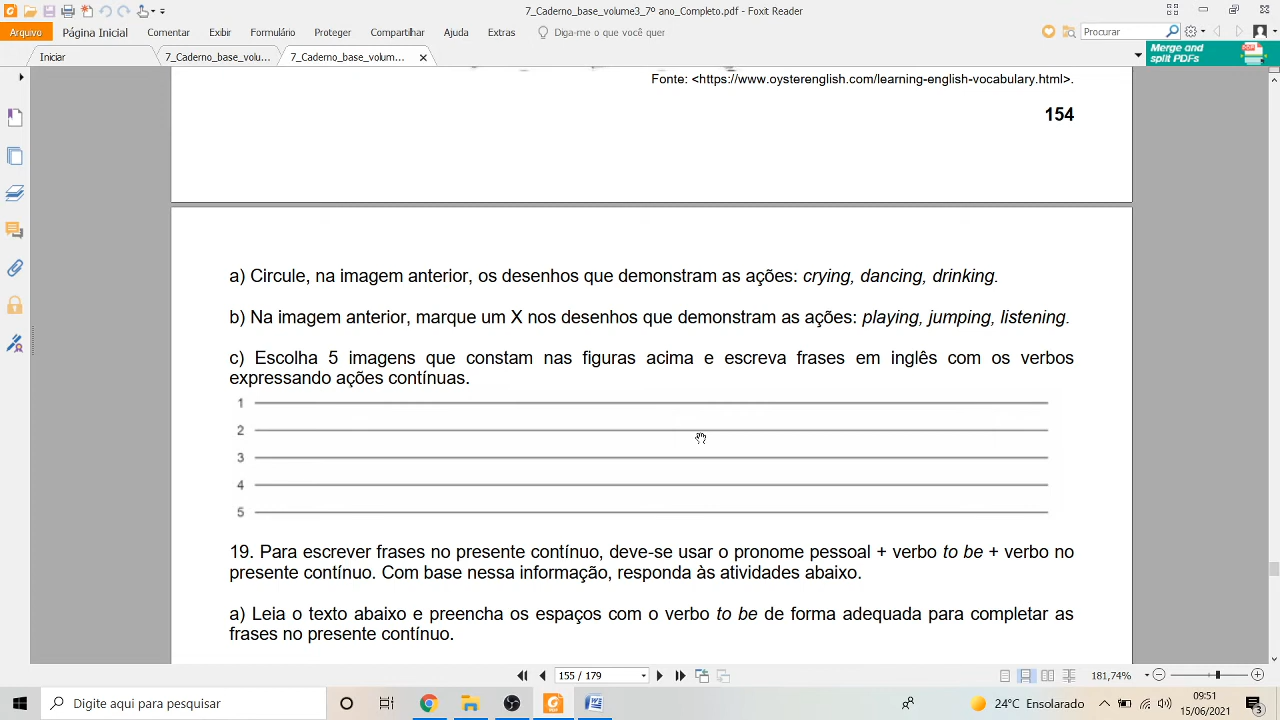 7_Caderno_base_volume3_7º ano_Completo.pdf - Foxit Reader
Arquivo Página Inicial Comentar Exibir Formulário Proteger Compartilhar Ajuda Extras Diga-me o que você quer Procurar
Iniciar 7_Caderno_base_volu... 7_Caderno_base_volum... Merge and split PDFs
Fonte: <https://www.oysterenglish.com/learning-english-vocabulary.html>.
154
a) Circule, na imagem anterior, os desenhos que demonstram as ações: crying, dancing, drinking.
b) Na imagem anterior, marque um X nos desenhos que demonstram as ações: playing, jumping, listening.
c) Escolha 5 imagens que constam nas figuras acima e escreva frases em inglês com os verbos
expressando ações contínuas.
1
2
3
4
5
19. Para escrever frases no presente contínuo, deve-se usar o pronome pessoal + verbo to be + verbo no
presente contínuo. Com base nessa informação, responda às atividades abaixo.
a) Leia o texto abaixo e preencha os espaços com o verbo to be de forma adequada para completar as
frases no presente contínuo.
155 / 179 181,74%
Digite aqui para pesquisar 24°C Ensolarado 09:51
15/06/2021 3